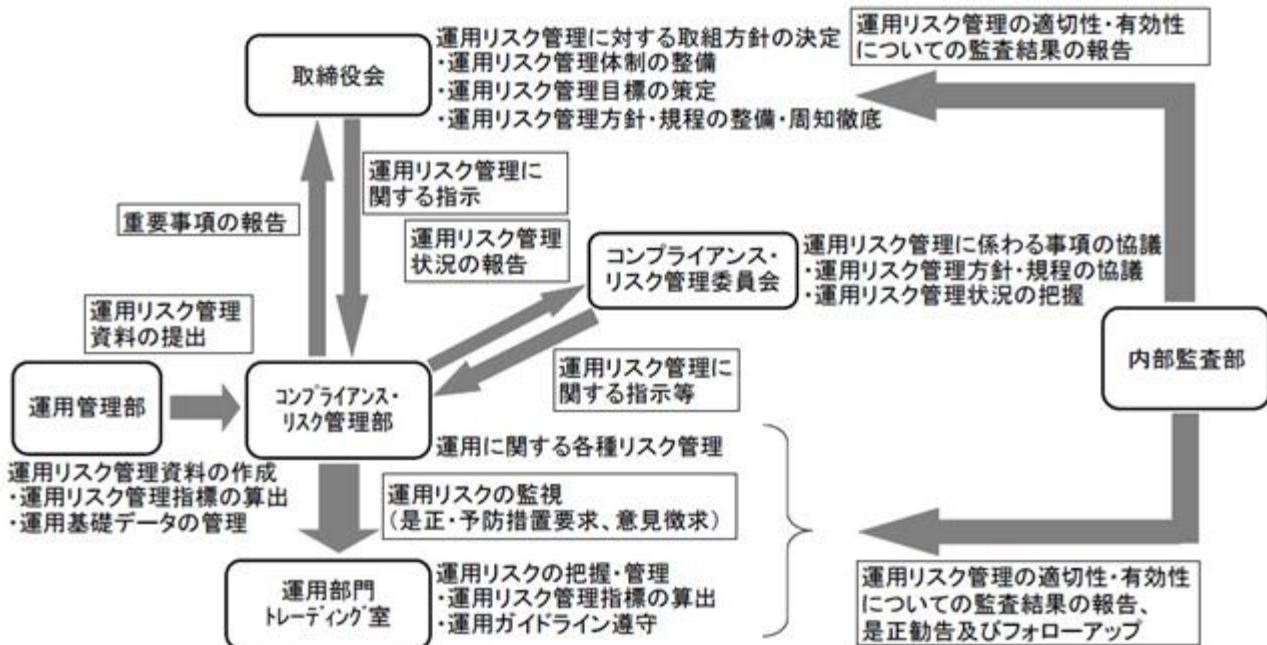 取締役会
運用リスク管理に対する取組方針の決定
・運用リスク管理体制の整備
・運用リスク管理目標の策定
・運用リスク管理方針・規程の整備・周知徹底
運用リスク管理の適切性・有効性
についての監査結果の報告
重要事項の報告
運用リスク管理に
関する指示
運用リスク管理
状況の報告
コンプライアンス・
リスク管理委員会
運用リスク管理に係わる事項の協議
・運用リスク管理方針・規程の協議
・運用リスク管理状況の把握
運用リスク管理
資料の提出
運用リスク管理に
関する指示等
内部監査部
運用管理部
コンプライアンス・
リスク管理部
運用に関する各種リスク管理
運用リスク管理資料の作成
・運用リスク管理指標の算出
・運用基礎データの管理
運用リスクの監視
(是正・予防措置要求、意見徴求)
運用部門
トレーディング室
運用リスクの把握・管理
・運用リスク管理指標の算出
・運用ガイドライン遵守
運用リスク管理の適切性・有効性
についての監査結果の報告、
是正勧告及びフォローアップ